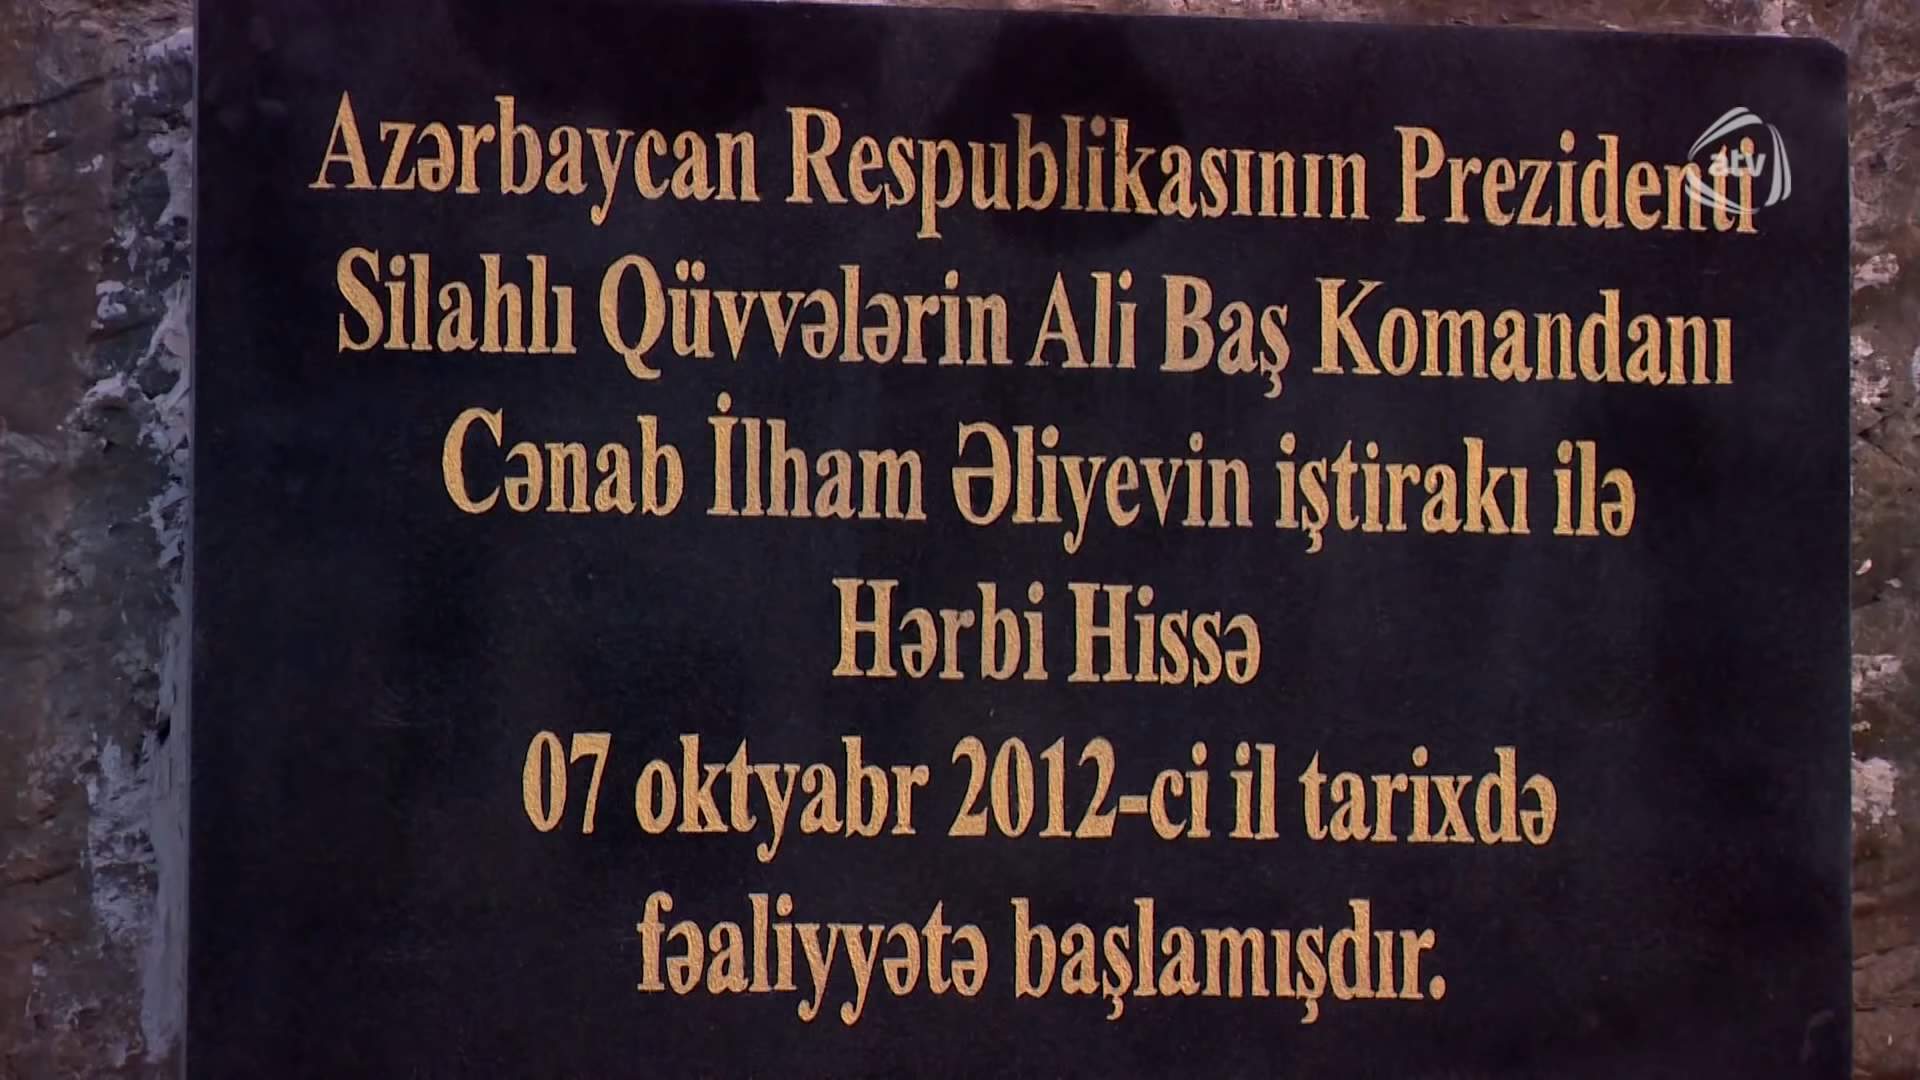 Azərbaycan Respublikasının Prezidenti
Silahlı Qüvvələrin Ali Baş Komandanı
Cənab İlham Əliyevin iştirakı ilə
Hərbi Hissə
07 oktyabr 2012-ci il tarixdə
fəaliyyətə başlamışdır.
atv